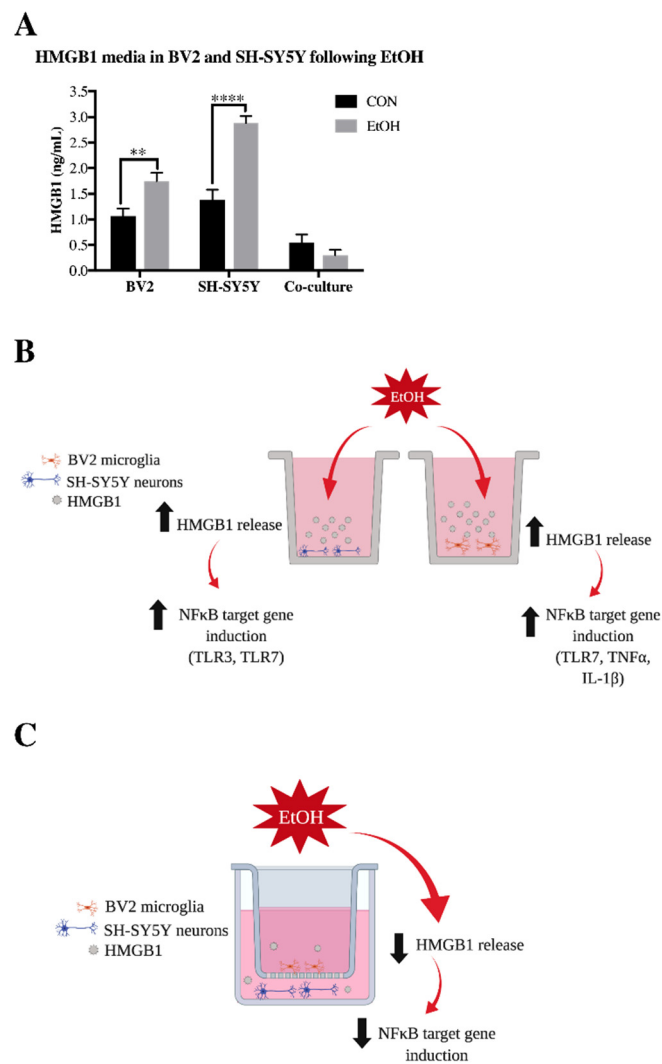 A
HMGB1 media in BV2 and SH-SY5Y following EtOH
HMGB1 (ng/mL)
3.5
3.0
2.5
2.0
1.5
1.0
0.5
0.0
**
****
CON
EtOH
BV2
SH-SY5Y
Co-culture
B
EtOH
BV2 microglia
SH-SY5Y neurons
HMGB1
HMGB1 release
NFκB target gene
induction
(TLR3, TLR7)
HMGB1 release
NFκB target gene
induction
(TLR7, TNFα,
IL-1β)
C
EtOH
BV2 microglia
SH-SY5Y neurons
HMGB1
HMGB1 release
NFκB target gene
induction